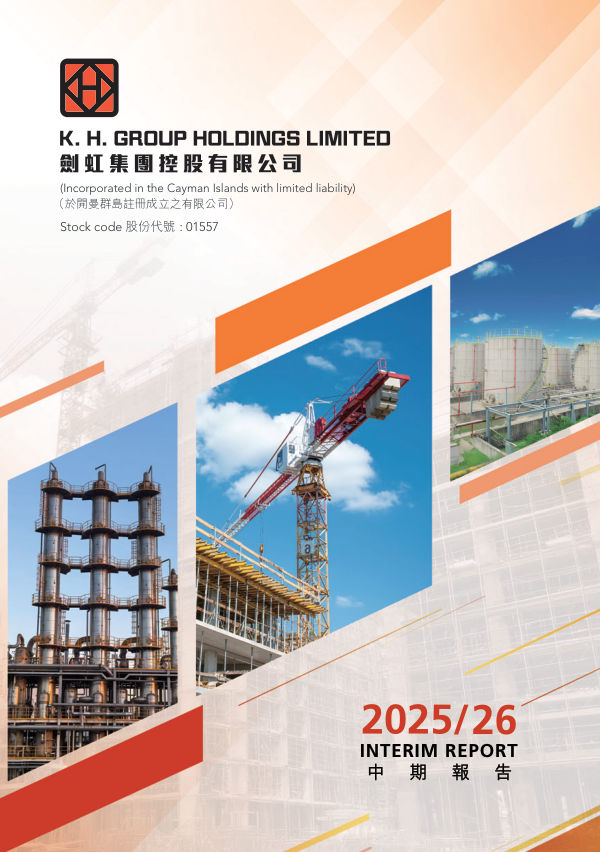 K. H. GROUP HOLDINGS LIMITED
劍虹集團控股有限公司
(Incorporated in the Cayman Islands with limited liability)
（於開曼群島註冊成立之有限公司）
Stock code 股份代號 : 01557
2025/26
INTERIM REPORT
中期報告